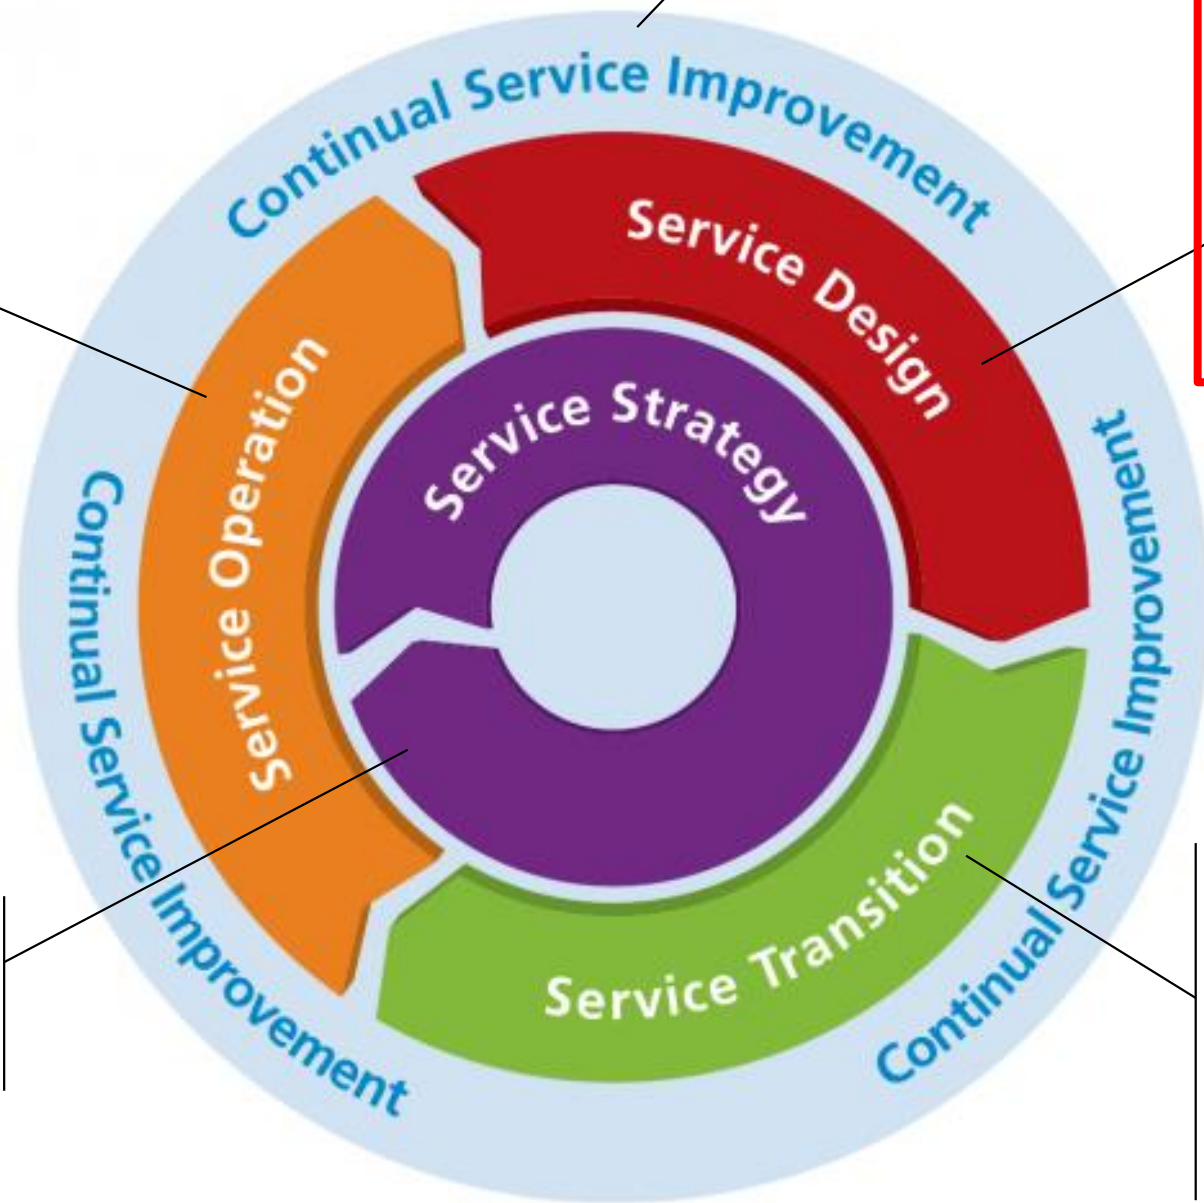 Continual Service Improvement
Service Design
Service Strategy
Service Operation
Continual Service Improvement
Continual Service Improvement
Service Transition